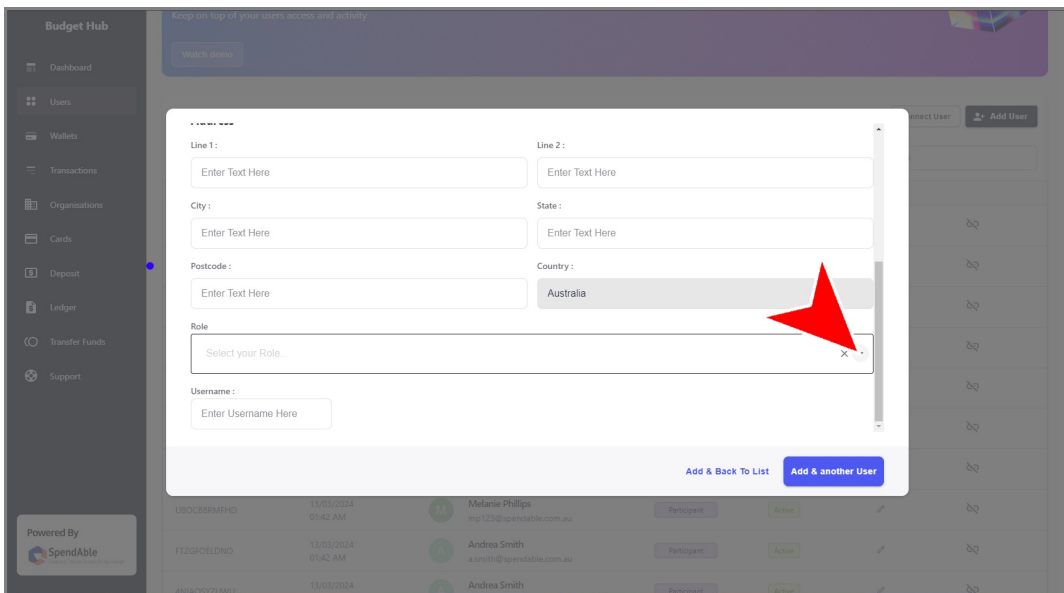 Budget Hub
Keep on top of your users access and activity
Watch demo
Dashboard
Users
Wallets
Transactions
Organisations
Cards
Deposit
Ledger
Transfer Funds
Support
Powered By
SpendAble
nnect User
Add User
Address
Line 1 :
Line 2 :
Enter Text Here
Enter Text Here
City :
State :
Enter Text Here
Enter Text Here
Postcode :
Country :
Enter Text Here
Australia
Role
Select your Role..
Username :
Enter Username Here
Add & Back To List
Add & another User
UBOCBERMFHO 13/03/2024 01:42 AM M Melanie Phillips mp123@spendable.com.au Participant Active
FTZGFOELDNO 13/03/2024 01:42 AM A Andrea Smith a.smith@spendable.com.au Participant Active
13/03/2024 Andrea Smith Participant Active